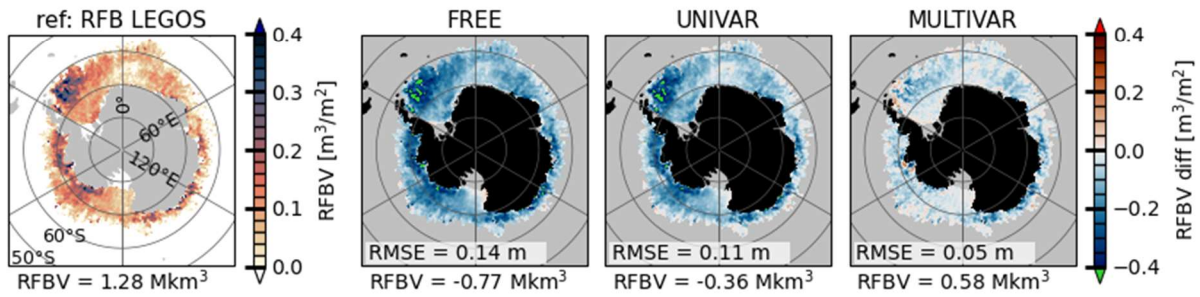 ref: RFB LEGOS
0°
60°E
120°E
60°S
50°S
RFBV = 1.28 Mkm³
0.4
0.3
0.2
0.1
0.0
RFBV [m³/m²]
FREE
RMSE = 0.14 m
RFBV = -0.77 Mkm³
UNIVAR
RMSE = 0.11 m
RFBV = -0.36 Mkm³
MULTIVAR
RMSE = 0.05 m
RFBV = 0.58 Mkm³
0.4
0.2
0.0
−0.2
−0.4
RFBV diff [m³/m²]